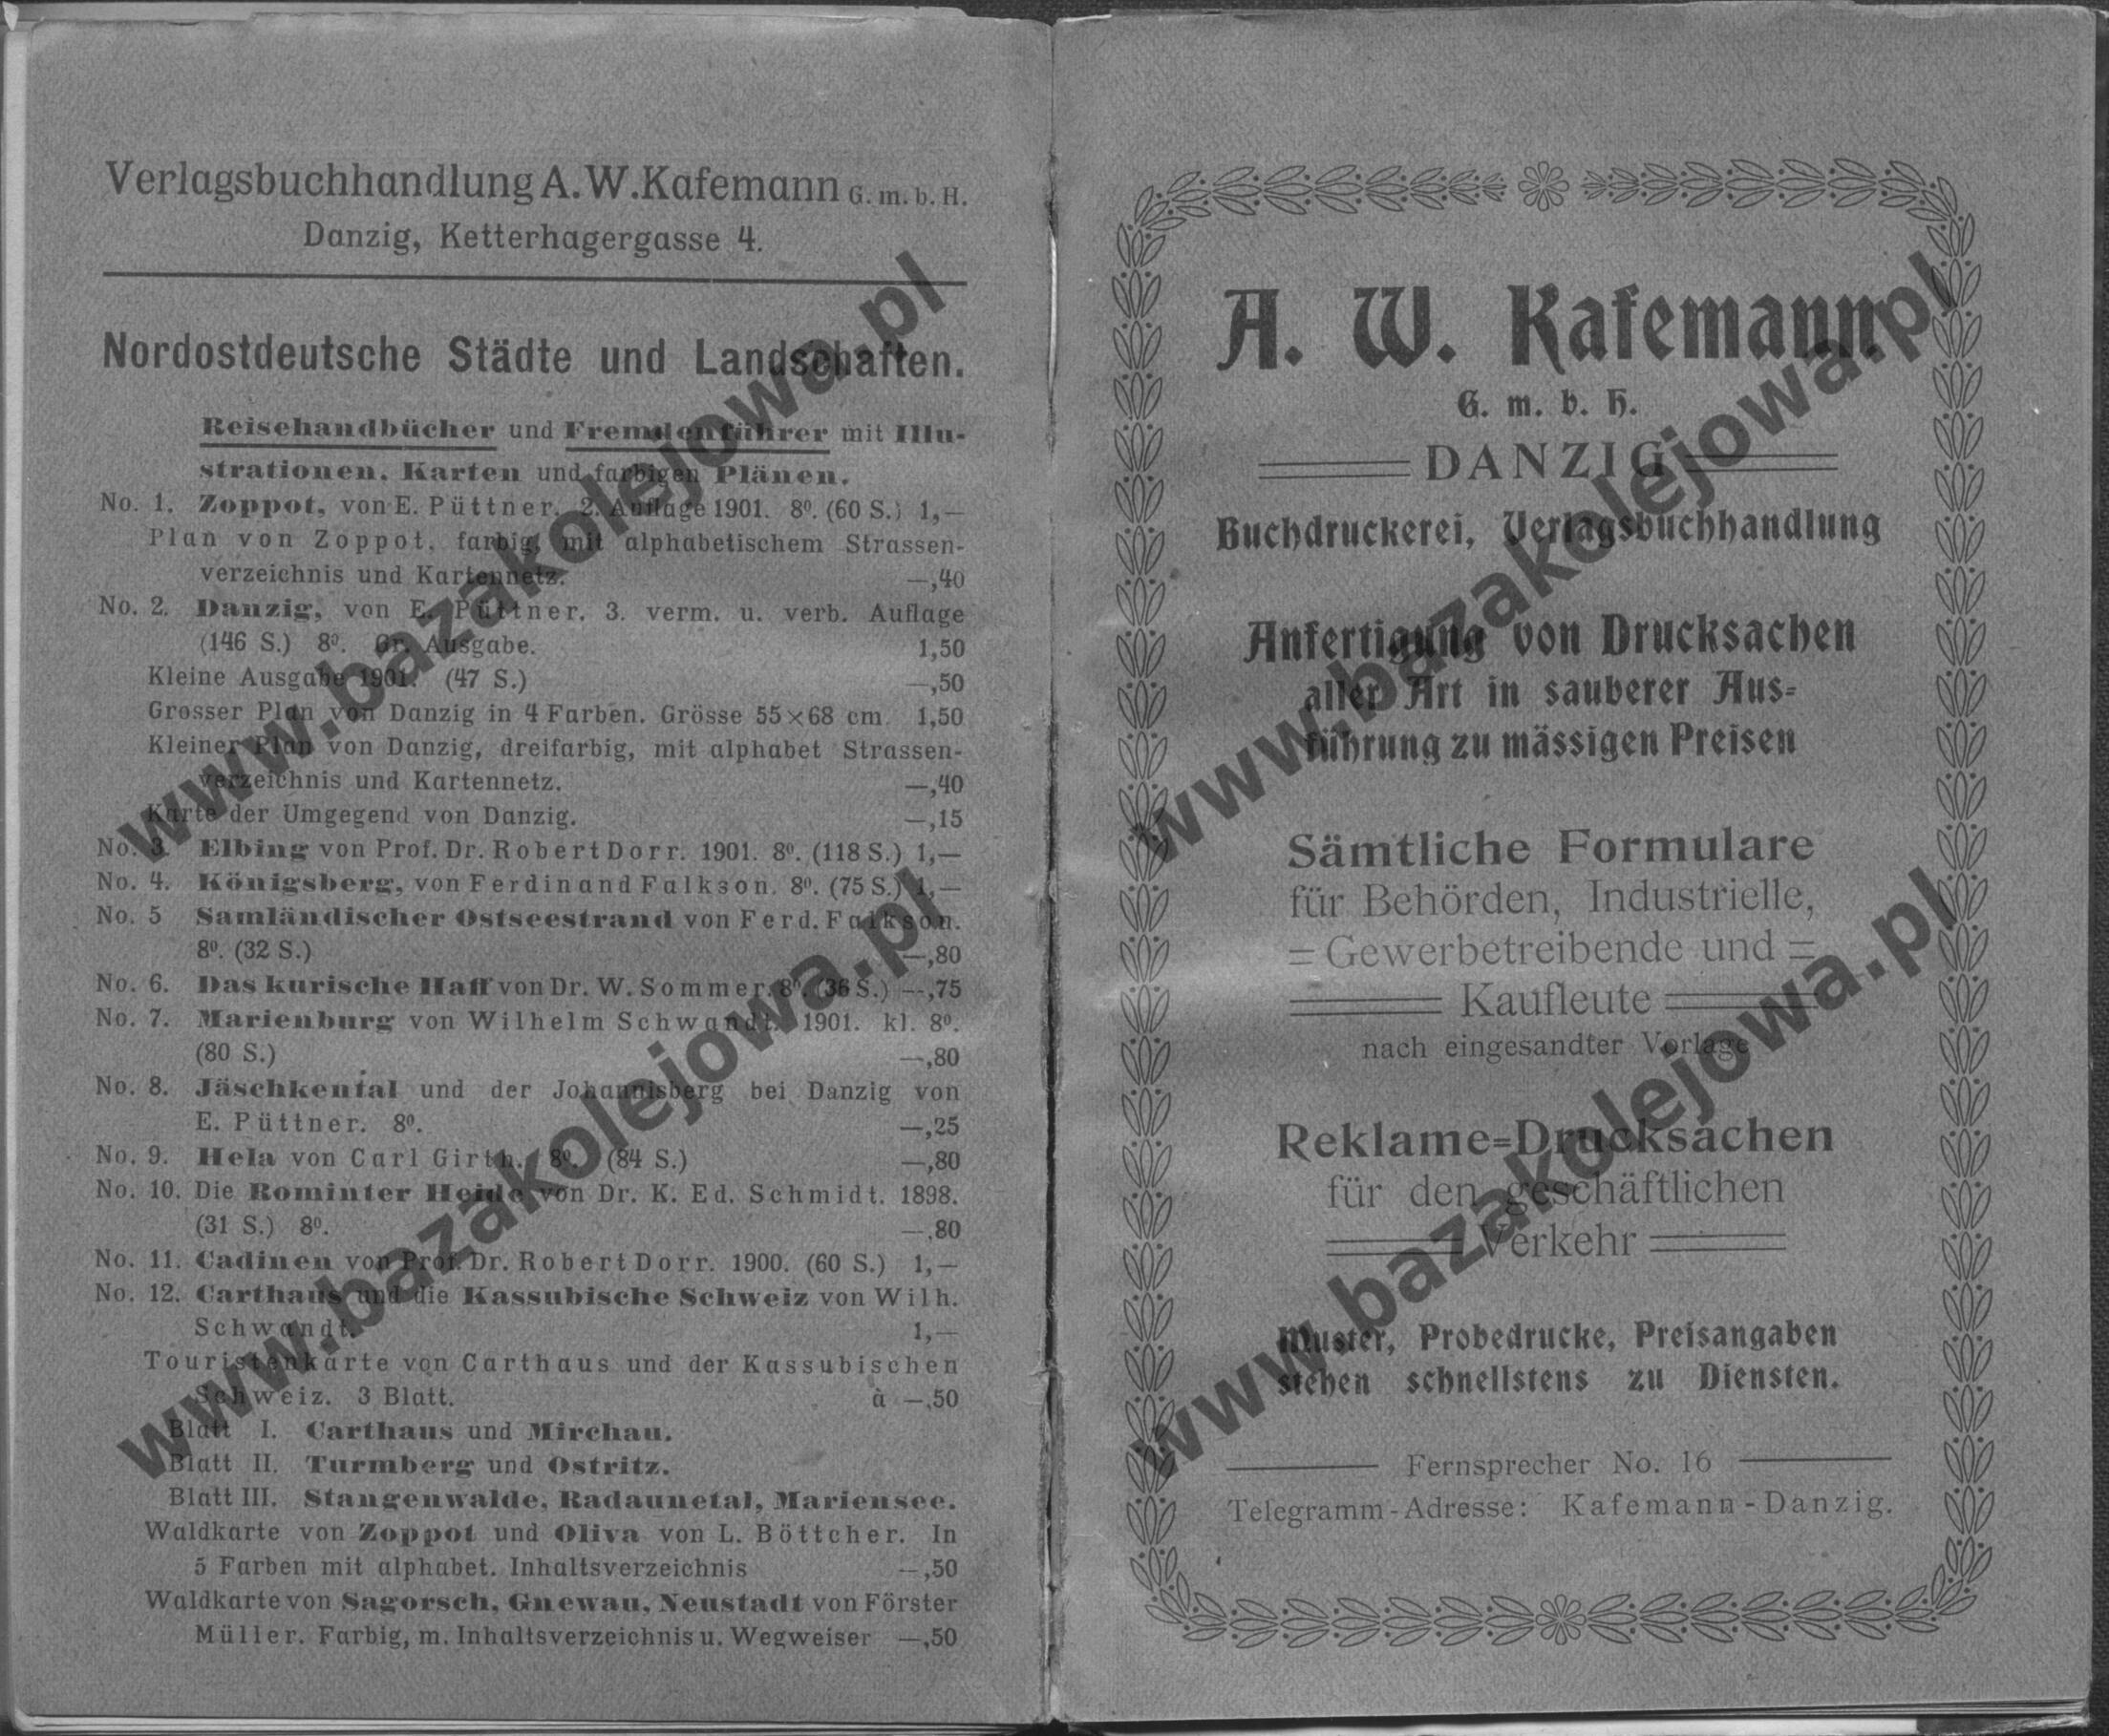 Verlagsbuchhandlung A. W. Kafemann G. m. b. H.
Danzig, Ketterhagergasse 4.
Nordostdeutsche Städte und Landschaften.
Reisehandbücher und Fremdenführer mit Illu-
strationen, Karten und farbigen Plänen.
No. 1. Zoppot, von E. Püttner. 2. Auflage 1901. 8º. (60 S.) 1,—
Plan von Zoppot, farbig, mit alphabetischem Strassen-
verzeichnis und Kartennetz. —,40
No. 2. Danzig, von E. Püttner. 3. verm. u. verb. Auflage
(146 S.) 8º. Gr. Ausgabe. 1,50
Kleine Ausgabe 1901. (47 S.) —,50
Grosser Plan von Danzig in 4 Farben. Grösse 55×68 cm 1,50
Kleiner Plan von Danzig, dreifarbig, mit alphabet Strassen-
verzeichnis und Kartennetz. —,40
Karte der Umgegend von Danzig. —,15
No. 3. Elbing von Prof. Dr. Robert Dorr. 1901. 8º. (118 S.) 1,—
No. 4. Königsberg, von Ferdinand Falkson. 8º. (75 S.) 1,—
No. 5 Samländischer Ostseestrand von Ferd. Falkson.
8º. (32 S.) —,80
No. 6. Das kurische Haff von Dr. W. Sommer. 8º. (36 S.) —,75
No. 7. Marienburg von Wilhelm Schwandt. 1901. kl. 8º.
(80 S.) —,80
No. 8. Jäschkental und der Johannisberg bei Danzig von
E. Püttner. 8º. —,25
No. 9. Hela von Carl Girth. 8º. (84 S.) —,80
No. 10. Die Rominter Heide von Dr. K. Ed. Schmidt. 1898.
(31 S.) 8º. —,80
No. 11. Cadinen von Prof. Dr. Robert Dorr. 1900. (60 S.) 1,—
No. 12. Carthaus und die Kassubische Schweiz von Wilh.
Schwandt. 1,—
Touristenkarte von Carthaus und der Kassubischen
Schweiz. 3 Blatt. à —,50
Blatt I. Carthaus und Mirchau.
Blatt II. Turmberg und Ostritz.
Blatt III. Stangenwalde, Radaunetal, Mariensee.
Waldkarte von Zoppot und Oliva von L. Böttcher. In
5 Farben mit alphabet. Inhaltsverzeichnis —,50
Waldkarte von Sagorsch, Gnewau, Neustadt von Förster
Müller. Farbig, m. Inhaltsverzeichnis u. Wegweiser —,50
www.bazakolejowa.pl
www.bazakolejowa.pl
A. W. Kafemann
G. m. b. H.
DANZIG
Buchdruckerei, Verlagsbuchhandlung
Anfertigung von Drucksachen
aller Art in sauberer Aus=
führung zu mässigen Preisen
Sämtliche Formulare
für Behörden, Industrielle,
= Gewerbetreibende und =
Kaufleute
nach eingesandter Vorlage
Reklame=Drucksachen
für den geschäftlichen
Verkehr
Muster, Probedrucke, Preisangaben
stehen schnellstens zu Diensten.
Fernsprecher No. 16
Telegramm-Adresse: Kafemann-Danzig.
www.bazakolejowa.pl
www.bazakolejowa.pl